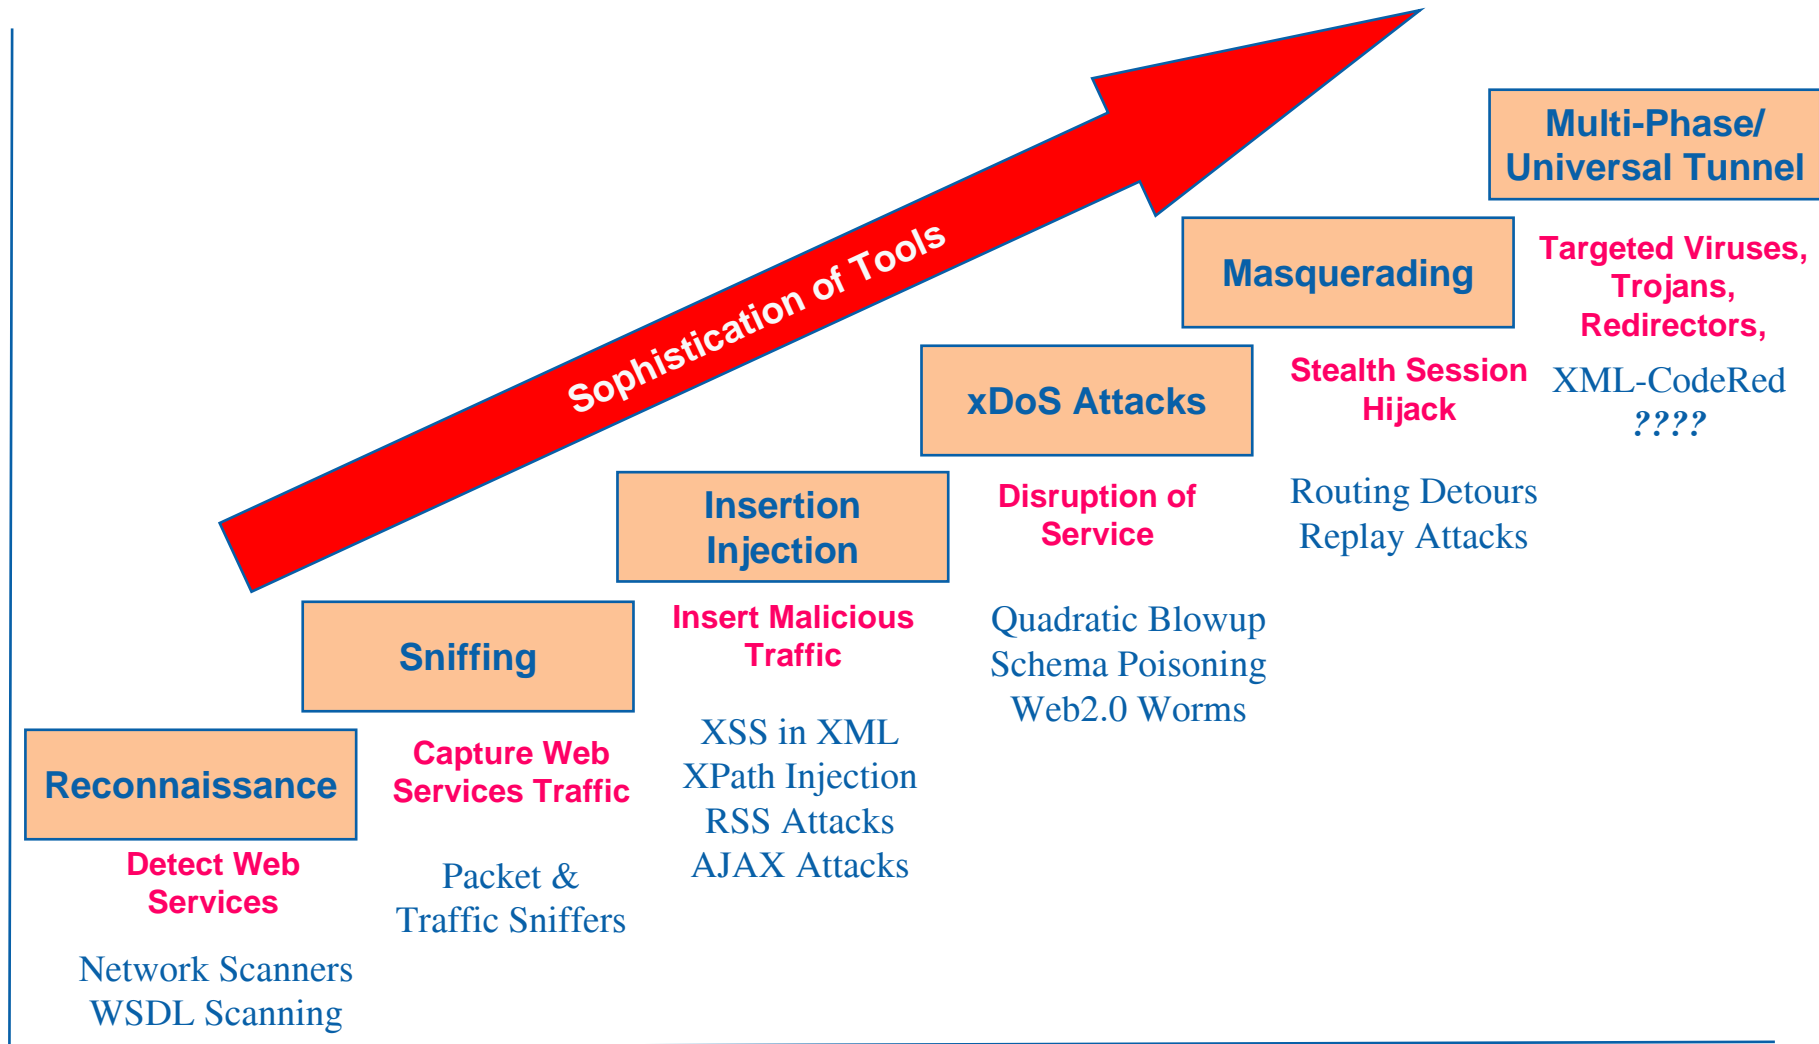 Sophistication of Tools
Reconnaissance
Detect Web
Services
Network Scanners
WSDL Scanning
Sniffing
Capture Web
Services Traffic
Packet &
Traffic Sniffers
Insertion
Injection
Insert Malicious
Traffic
XSS in XML
XPath Injection
RSS Attacks
AJAX Attacks
xDoS Attacks
Disruption of
Service
Quadratic Blowup
Schema Poisoning
Web2.0 Worms
Masquerading
Stealth Session
Hijack
Routing Detours
Replay Attacks
Multi-Phase/
Universal Tunnel
Targeted Viruses,
Trojans,
Redirectors,
XML-CodeRed
????